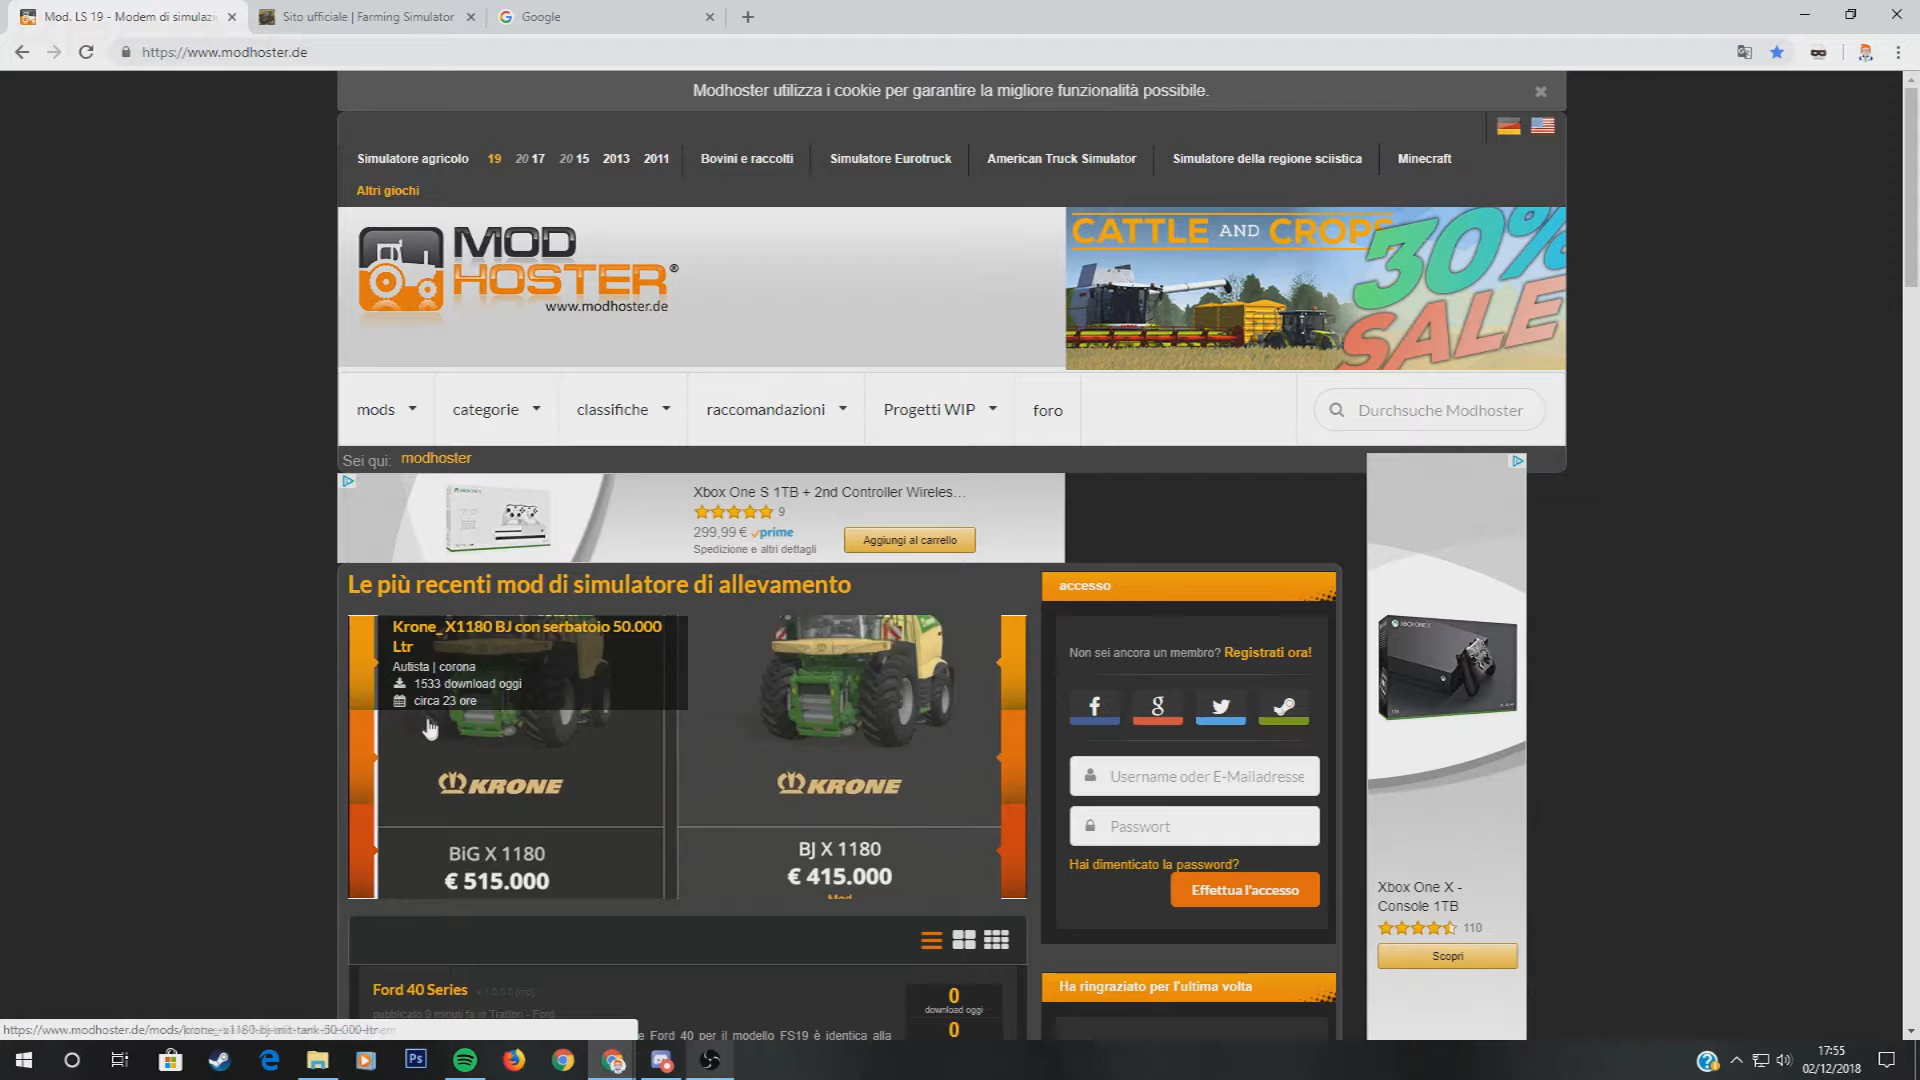 Mod. LS 19 - Modem di simulazi
Sito ufficiale | Farming Simulator
Google
https://www.modhoster.de
Modhoster utilizza i cookie per garantire la migliore funzionalità possibile.
Simulatore agricolo 19 2017 2015 2013 2011 Bovini e raccolti Simulatore Eurotruck American Truck Simulator Simulatore della regione sciistica Minecraft
Altri giochi
MOD
HOSTER®
www.modhoster.de
CATTLE AND CROPS
30%
SALE
mods categorie classifiche raccomandazioni Progetti WIP foro Durchsuche Modhoster
Sei qui: modhoster
Xbox One S 1TB + 2nd Controller Wireles...
9
299,99 € prime
Spedizione e altri dettagli
Aggiungi al carrello
Le più recenti mod di simulatore di allevamento
Krone_X1180 BJ con serbatoio 50.000
Ltr
Autista | corona
1533 download oggi
circa 23 ore
KRONE
BiG X 1180
€ 515.000
KRONE
BJ X 1180
€ 415.000
Mod
accesso
Non sei ancora un membro? Registrati ora!
Username oder E-Mailadresse
Passwort
Hai dimenticato la password?
Effettua l'accesso
XBOX ONE X
Xbox One X -
Console 1TB
110
Scopri
Ford 40 Series v 1.0.0.0 [mp]
pubblicato 9 minuti fa in Trattori - Ford
0
download oggi
0
e Ford 40 per il modello FS19 è identica alla
Ha ringraziato per l'ultima volta
https://www.modhoster.de/mods/krone_-x1180-bj-mit-tank-50-000-ltr
Ps
17:55
02/12/2018